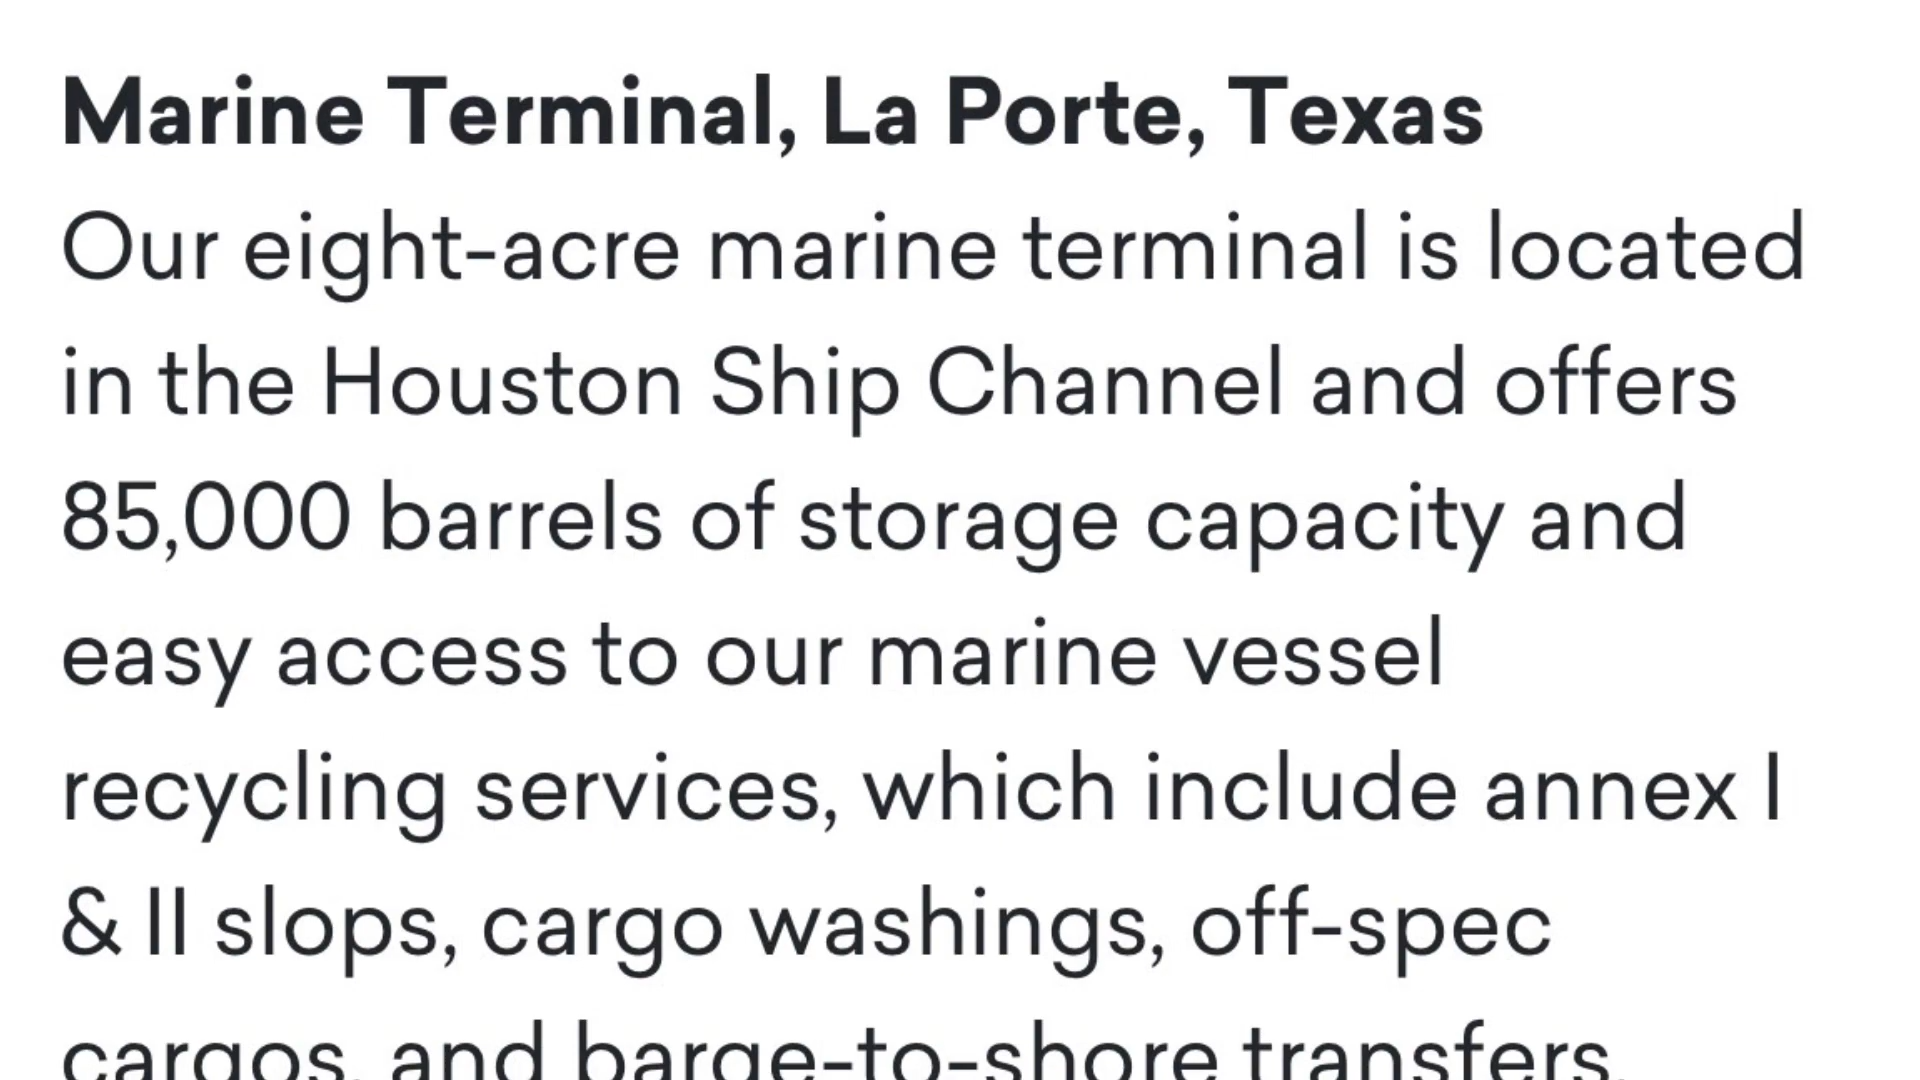 Marine Terminal, La Porte, Texas
Our eight-acre marine terminal is located
in the Houston Ship Channel and offers
85,000 barrels of storage capacity and
easy access to our marine vessel
recycling services, which include annex I
& II slops, cargo washings, off-spec
cargos, and barge-to-shore transfers.